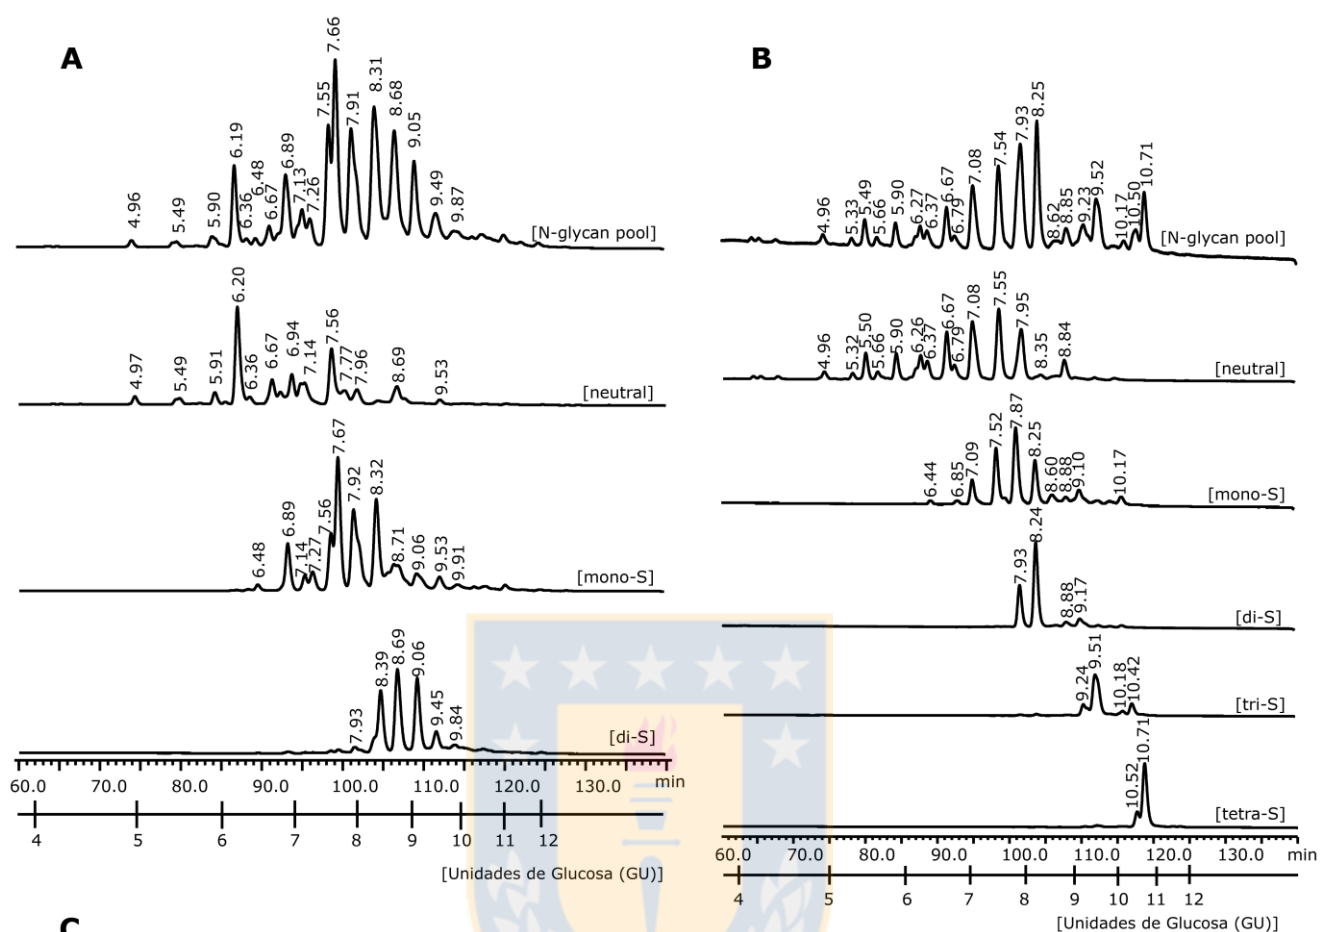 A
4.96 5.49 5.90 6.19 6.36 6.48 6.67 6.89 7.13 7.26 7.55 7.66 7.91 8.31 8.68 9.05 9.49 9.87
[N-glycan pool]
4.97 5.49 5.91 6.20 6.36 6.67 6.94 7.14 7.56 7.77 7.96 8.69 9.53
[neutral]
6.48 6.89 7.14 7.27 7.56 7.67 7.92 8.32 8.71 9.06 9.53 9.91
[mono-S]
7.93 8.39 8.69 9.06 9.45 9.84
[di-S]
60.0 70.0 80.0 90.0 100.0 110.0 120.0 130.0 min
4 5 6 7 8 9 10 11 12
[Unidades de Glucosa (GU)]
B
4.96 5.33 5.49 5.66 5.90 6.27 6.37 6.67 6.79 7.08 7.54 7.93 8.25 8.62 8.85 9.23 9.52 10.17 10.50 10.71
[N-glycan pool]
4.96 5.32 5.50 5.66 5.90 6.26 6.37 6.67 6.79 7.08 7.55 7.95 8.35 8.84
[neutral]
6.44 6.85 7.09 7.52 7.87 8.25 8.60 8.88 9.10 10.17
[mono-S]
7.93 8.24 8.88 9.17
[di-S]
9.24 9.51 10.18 10.42
[tri-S]
10.52 10.71
[tetra-S]
60.0 70.0 80.0 90.0 100.0 110.0 120.0 130.0 min
4 5 6 7 8 9 10 11 12
[Unidades de Glucosa (GU)]
C